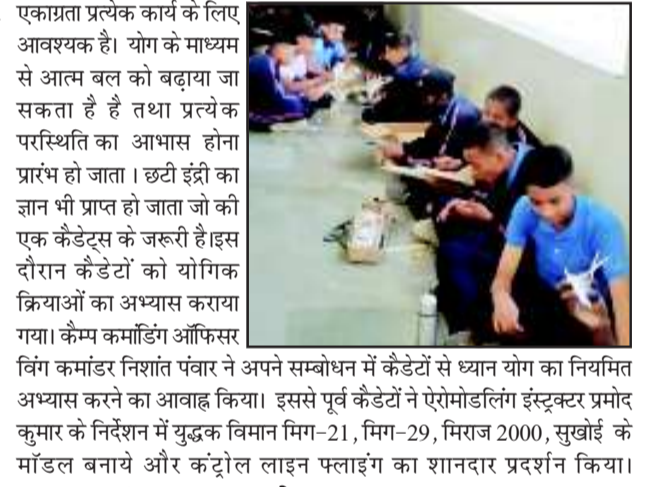 एकाग्रता प्रत्येक कार्य के लिए
आवश्यक है। योग के माध्यम
से आत्म बल को बढ़ाया जा
सकता है है तथा प्रत्येक
परस्थिति का आभास होना
प्रारंभ हो जाता । छटी इंद्री का
ज्ञान भी प्राप्त हो जाता जो की
एक कैडेट्स के जरूरी है।इस
दौरान कैडेटों को योगिक
क्रियाओं का अभ्यास कराया
गया। कैम्प कमांडिंग ऑफिसर
विंग कमांडर निशांत पंवार ने अपने सम्बोधन में कैडेटों से ध्यान योग का नियमित
अभ्यास करने का आवाह्न किया। इससे पूर्व कैडेटों ने ऐरोमोडलिंग इंस्ट्रक्टर प्रमोद
कुमार के निर्देशन में युद्धक विमान मिग-21, मिग-29, मिराज 2000, सुखोई के
मॉडल बनाये और कंट्रोल लाइन फ्लाइंग का शानदार प्रदर्शन किया।